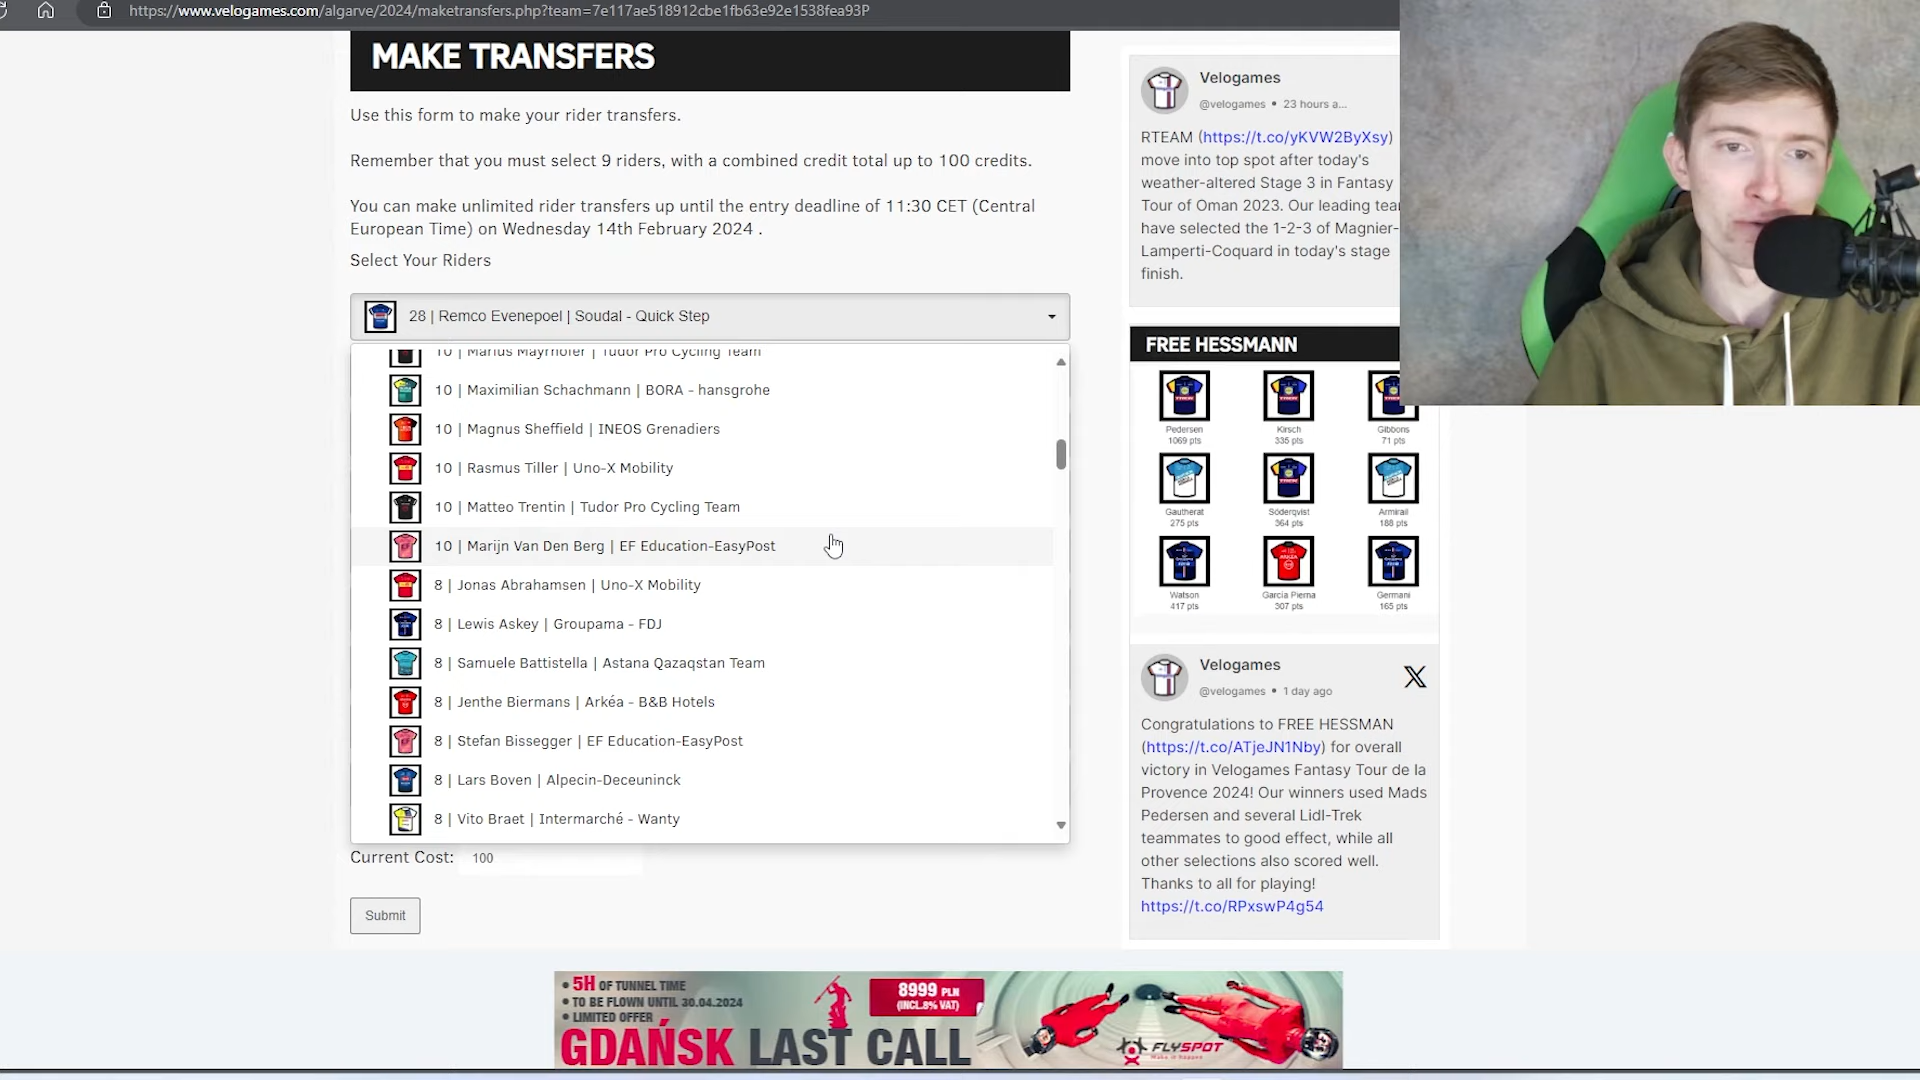 https://www.velogames.com/algarve/2024/maketransfers.php?team=7e117ae518912cbe1fb63e92e1538fea93P
MAKE TRANSFERS
Use this form to make your rider transfers.
Remember that you must select 9 riders, with a combined credit total up to 100 credits.
You can make unlimited rider transfers up until the entry deadline of 11:30 CET (Central
European Time) on Wednesday 14th February 2024 .
Select Your Riders
28 | Remco Evenepoel | Soudal - Quick Step
10 | Marius Mayrhofer | Tudor Pro Cycling Team
10 | Maximilian Schachmann | BORA - hansgrohe
10 | Magnus Sheffield | INEOS Grenadiers
10 | Rasmus Tiller | Uno-X Mobility
10 | Matteo Trentin | Tudor Pro Cycling Team
10 | Marijn Van Den Berg | EF Education-EasyPost
8 | Jonas Abrahamsen | Uno-X Mobility
8 | Lewis Askey | Groupama - FDJ
8 | Samuele Battistella | Astana Qazaqstan Team
8 | Jenthe Biermans | Arkéa - B&B Hotels
8 | Stefan Bissegger | EF Education-EasyPost
8 | Lars Boven | Alpecin-Deceuninck
8 | Vito Braet | Intermarché - Wanty
Current Cost: 100
Submit
Velogames
@velogames • 23 hours a...
RTEAM (https://t.co/yKVW2ByXsy)
move into top spot after today's
weather-altered Stage 3 in Fantasy
Tour of Oman 2023. Our leading tea
have selected the 1-2-3 of Magnier-
Lamperti-Coquard in today's stage
finish.
FREE HESSMANN
Pedersen Kirsch Gibbons
1069 pts 335 pts 71 pts
Gautherat Söderqvist Armirail
275 pts 364 pts 188 pts
Watson García Pierna Germani
417 pts 307 pts 165 pts
Velogames
@velogames • 1 day ago
Congratulations to FREE HESSMAN
(https://t.co/ATjeJN1Nby) for overall
victory in Velogames Fantasy Tour de la
Provence 2024! Our winners used Mads
Pedersen and several Lidl-Trek
teammates to good effect, while all
other selections also scored well.
Thanks to all for playing!
https://t.co/RPxswP4g54
• 5H OF TUNNEL TIME
• TO BE FLOWN UNTIL 30.04.2024
• LIMITED OFFER
8999 PLN
(INCL.8% VAT)
GDAŃSK LAST CALL
FLYSPOT